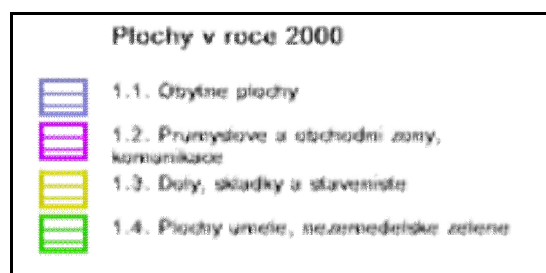 Plochy v roce 2000
1.1. Obytne plochy
1.2. Prumyslove a obchodni zony,
komunikace
1.3. Doly, skladky a staveniste
1.4. Plochy umele, nezemedelske zelene